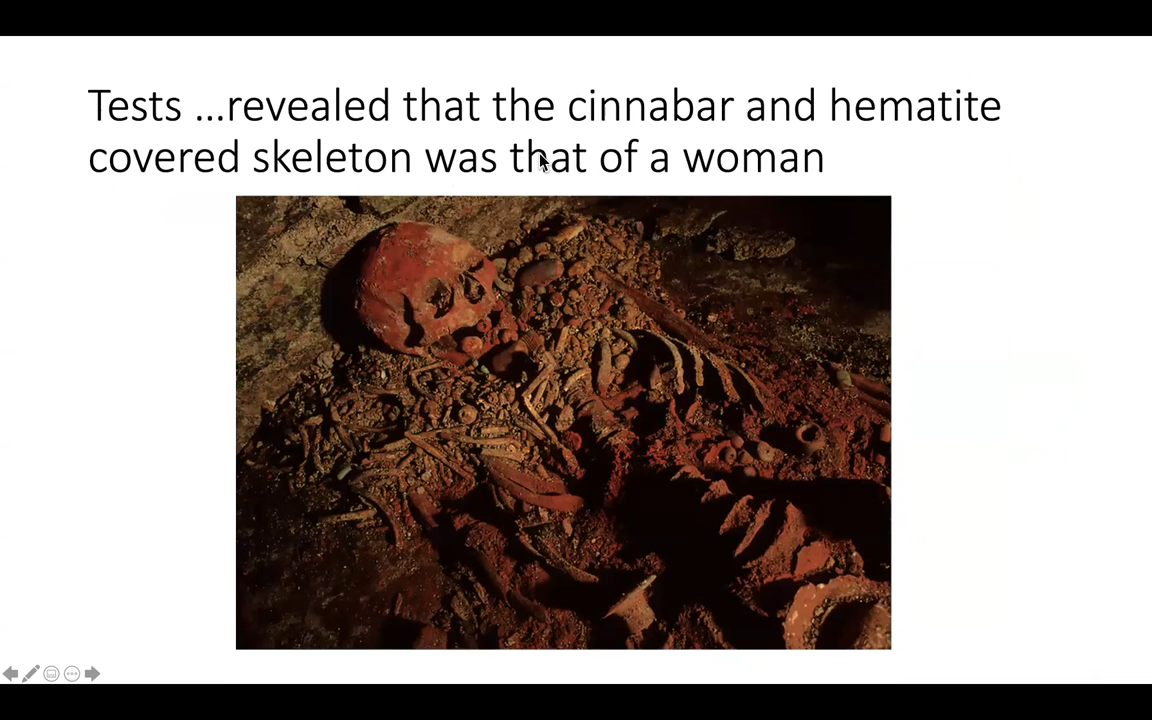 Tests …revealed that the cinnabar and hematite
covered skeleton was that of a woman